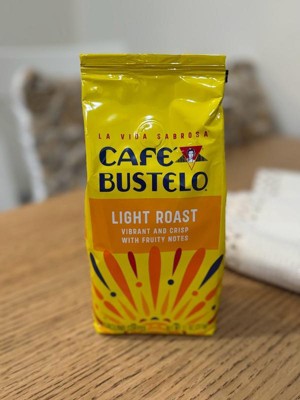 LA VIDA SABROSA
CAFÉ
BUSTELO
LIGHT ROAST
VIBRANT AND CRISP
WITH FRUITY NOTES